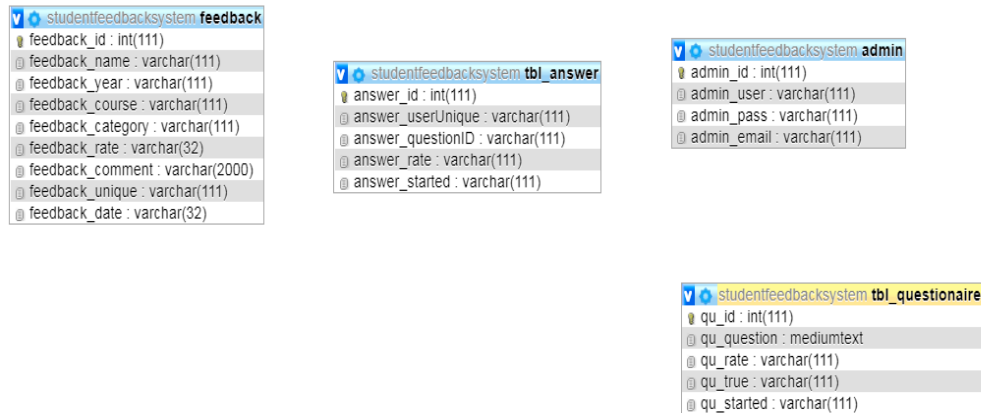 studentfeedbacksystem feedback
feedback_id : int(111)
feedback_name : varchar(111)
feedback_year : varchar(111)
feedback_course : varchar(111)
feedback_category : varchar(111)
feedback_rate : varchar(32)
feedback_comment : varchar(2000)
feedback_unique : varchar(111)
feedback_date : varchar(32)
studentfeedbacksystem tbl_answer
answer_id : int(111)
answer_userUnique : varchar(111)
answer_questionID : varchar(111)
answer_rate : varchar(111)
answer_started : varchar(111)
studentfeedbacksystem admin
admin_id : int(111)
admin_user : varchar(111)
admin_pass : varchar(111)
admin_email : varchar(111)
studentfeedbacksystem tbl_questionaire
qu_id : int(111)
qu_question : mediumtext
qu_rate : varchar(111)
qu_true : varchar(111)
qu_started : varchar(111)